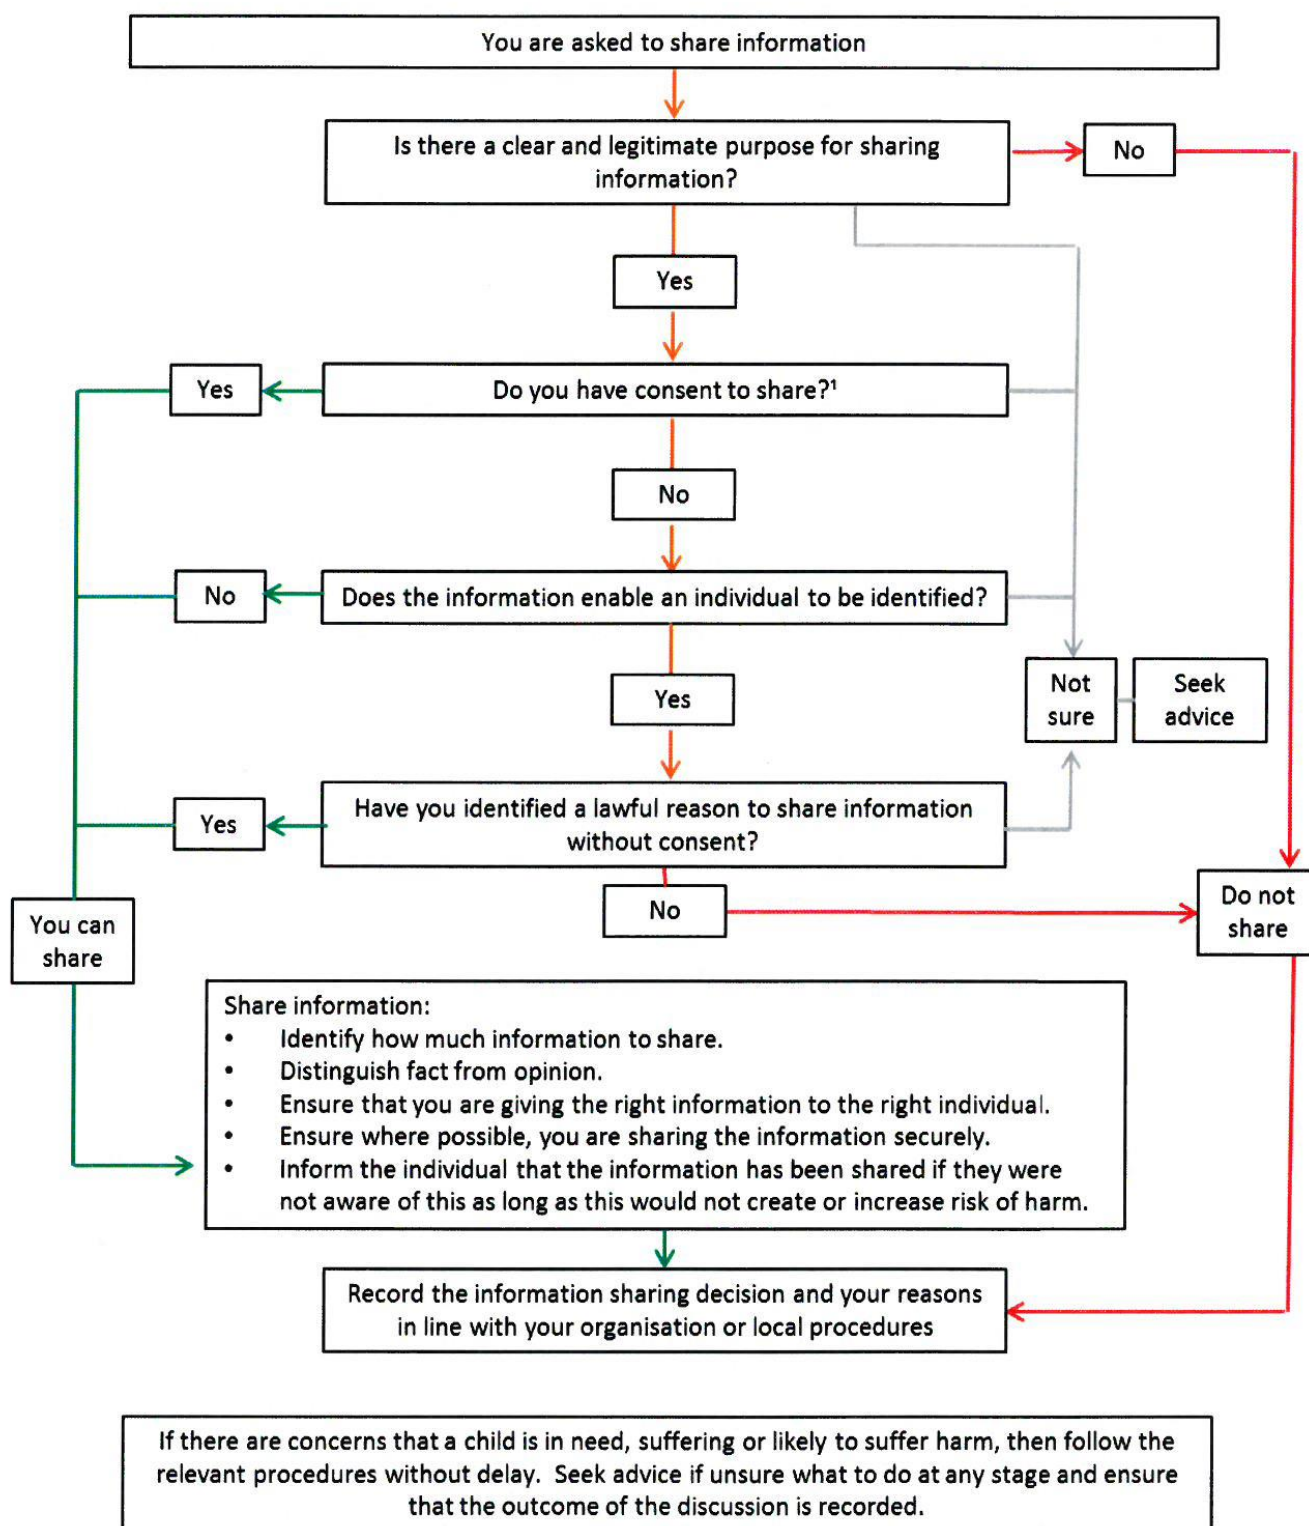 You are asked to share information
Is there a clear and legitimate purpose for sharing
information?
No
Yes
Yes
Do you have consent to share?¹
No
No
Does the information enable an individual to be identified?
Yes
Not
sure
Seek
advice
Yes
Have you identified a lawful reason to share information
without consent?
No
Do not
share
You can
share
Share information:
• Identify how much information to share.
• Distinguish fact from opinion.
• Ensure that you are giving the right information to the right individual.
• Ensure where possible, you are sharing the information securely.
• Inform the individual that the information has been shared if they were
not aware of this as long as this would not create or increase risk of harm.
Record the information sharing decision and your reasons
in line with your organisation or local procedures
If there are concerns that a child is in need, suffering or likely to suffer harm, then follow the
relevant procedures without delay. Seek advice if unsure what to do at any stage and ensure
that the outcome of the discussion is recorded.